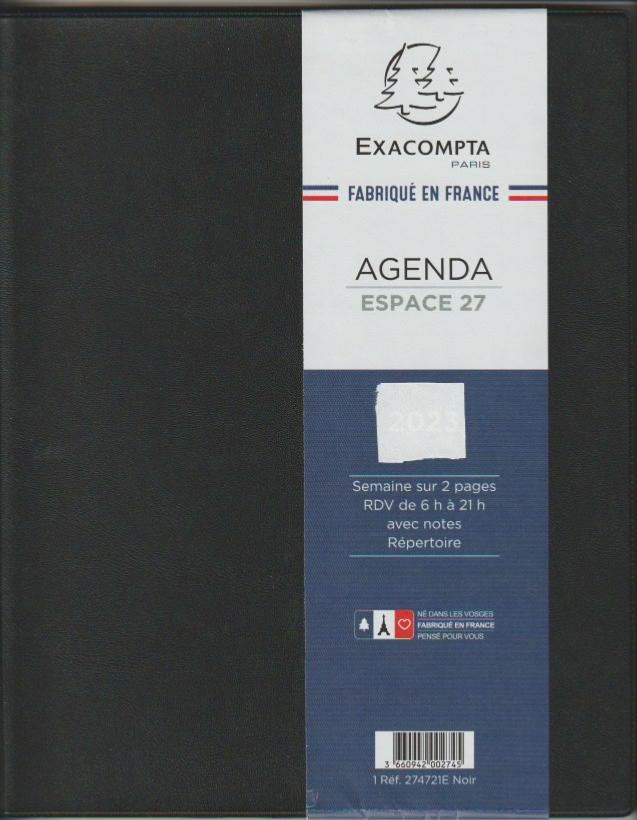 EXACOMPTA
PARIS
FABRIQUÉ EN FRANCE
AGENDA
ESPACE 27
2023
Semaine sur 2 pages
RDV de 6 h à 21 h
avec notes
Répertoire
NÉ DANS LES VOSGES
FABRIQUÉ EN FRANCE
PENSÉ POUR VOUS
3 660942 002745
1 Réf. 274721E Noir